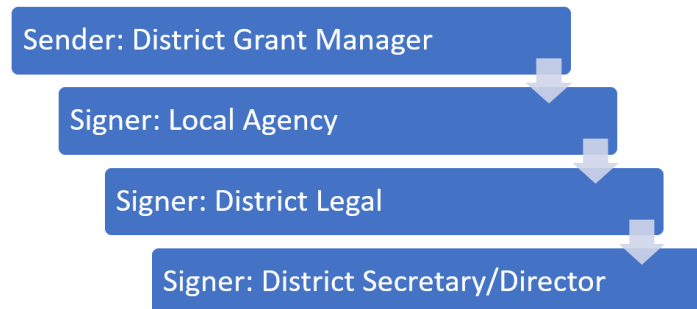 Sender: District Grant Manager
Signer: Local Agency
Signer: District Legal
Signer: District Secretary/Director